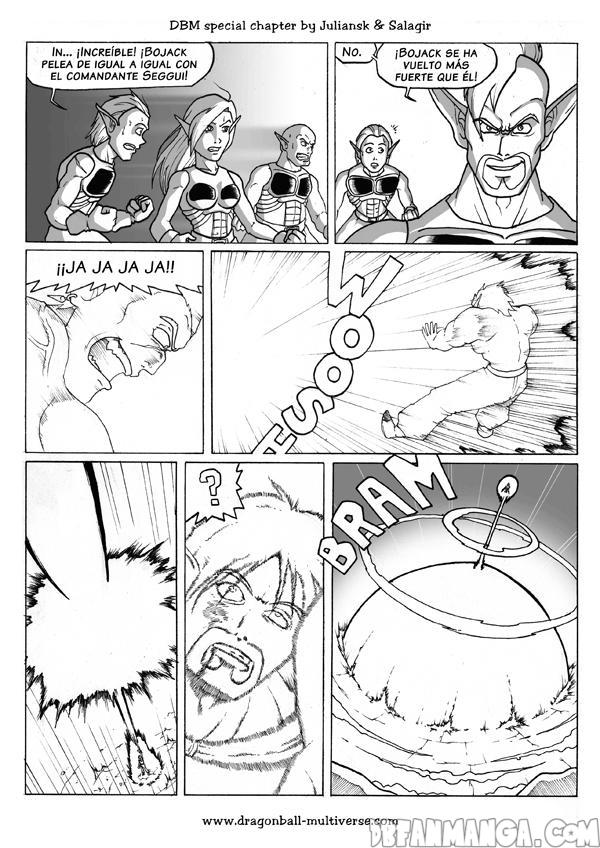 DBM special chapter by Juliansk & Salagir
IN... ¡INCREÍBLE! ¡BOJACK
PELEA DE IGUAL A IGUAL CON
EL COMANDANTE SEGGUI!
NO.
¡BOJACK SE HA
VUELTO MÁS
FUERTE QUE ÉL!
¡¡JA JA JA JA!!
WOOSH
?
BRAM
www.dragonball-multiverse.com
DBFANMANGA.COM